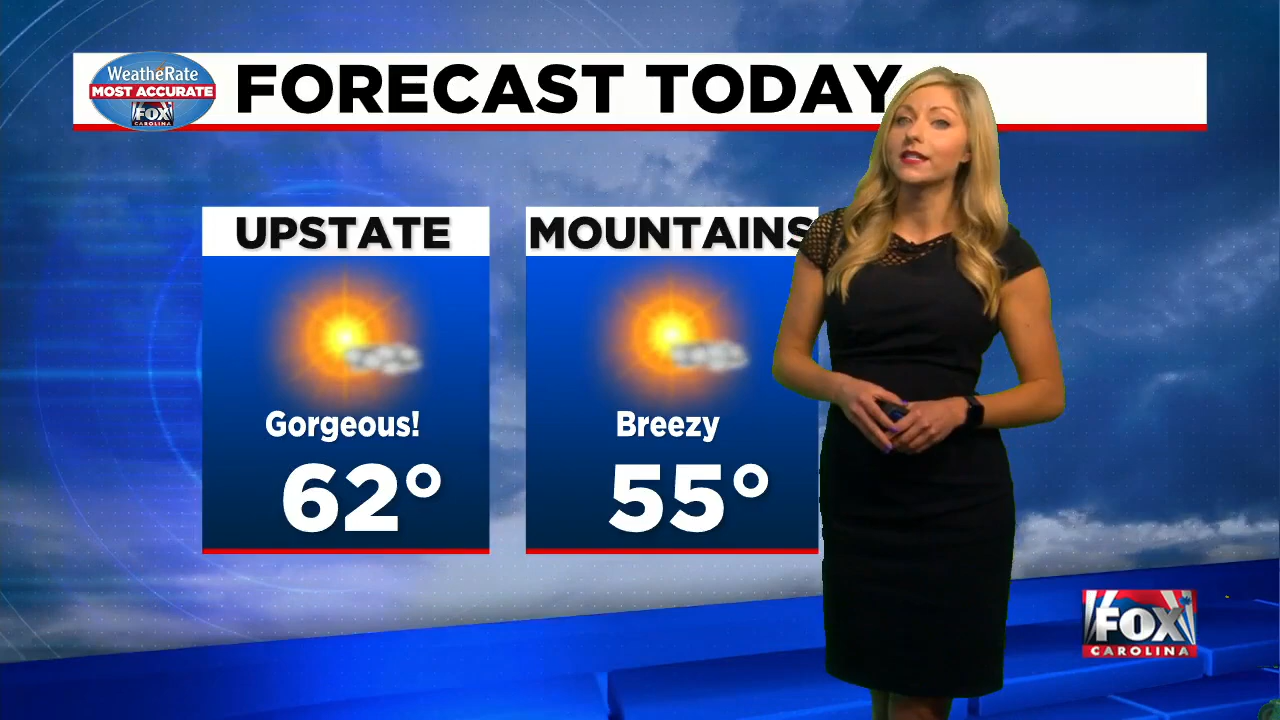 WeatheRate
MOST ACCURATE
FOX
CAROLINA
FORECAST TODAY
UPSTATE
MOUNTAINS
Gorgeous!
Breezy
62°
55°
FOX
CAROLINA